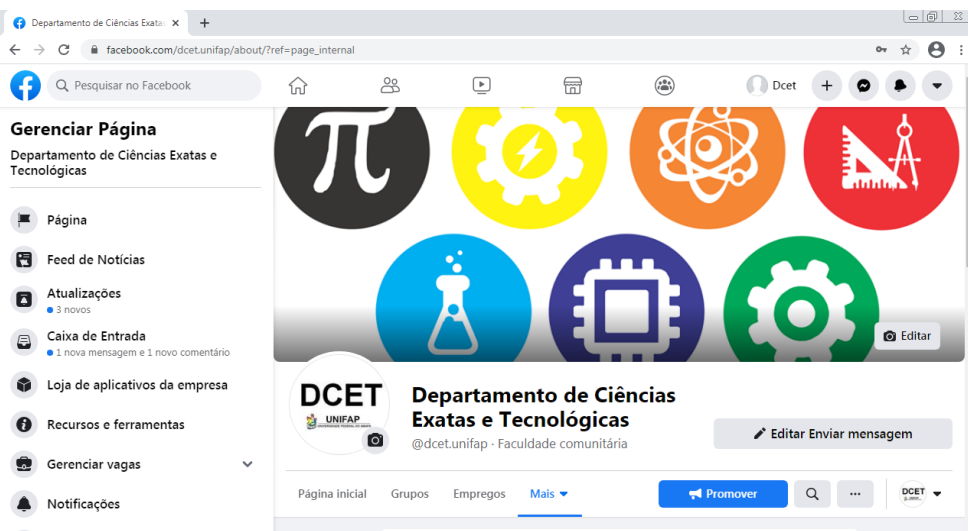 Departamento de Ciências Exatas
facebook.com/dcet.unifap/about/?ref=page_internal
Pesquisar no Facebook
Dcet
Gerenciar Página
Departamento de Ciências Exatas e
Tecnológicas
Página
Feed de Notícias
Atualizações
3 novos
Caixa de Entrada
1 nova mensagem e 1 novo comentário
Loja de aplicativos da empresa
Recursos e ferramentas
Gerenciar vagas
Notificações
π
Editar
DCET
UNIFAP
Departamento de Ciências
Exatas e Tecnológicas
@dcet.unifap · Faculdade comunitária
Editar Enviar mensagem
Página inicial Grupos Empregos Mais
Promover
DCET